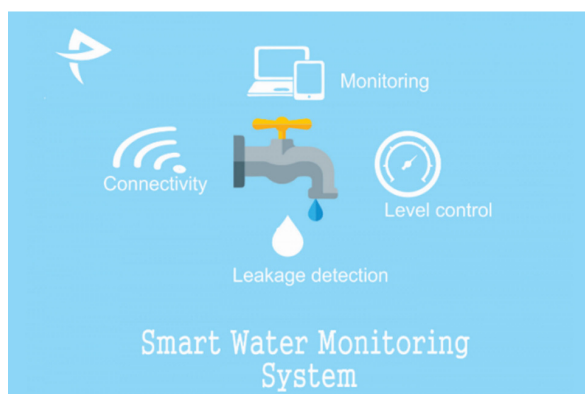 Monitoring
Connectivity
Level control
Leakage detection
Smart Water Monitoring
System